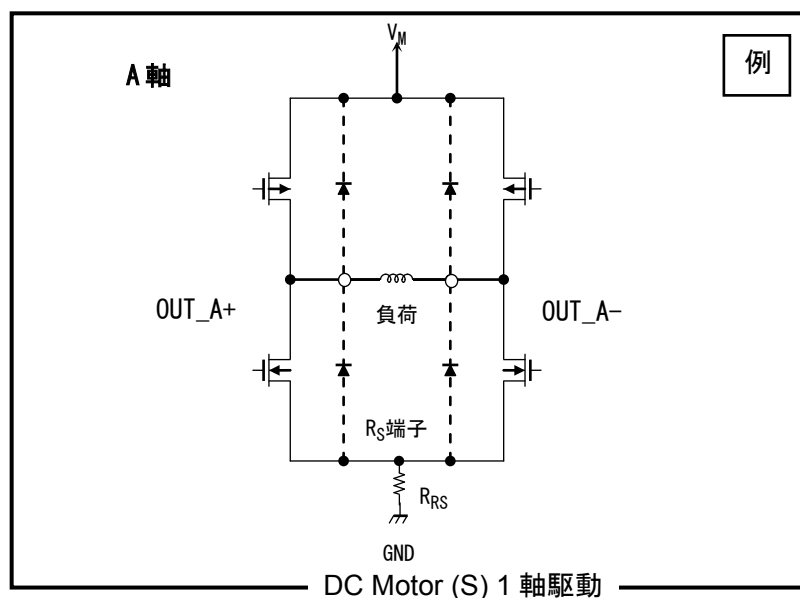 V_M
A 軸
例
OUT_A+
負荷
OUT_A-
R_S端子
R_RS
GND
DC Motor (S) 1 軸駆動